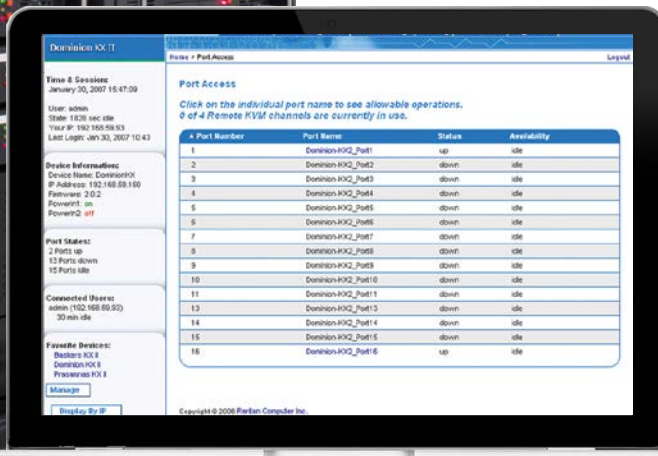 Dominion KX II
Home > Port Access
Logout
Time & Session:
January 30, 2007 15:47:09
User: admin
State: 1828 sec idle
Your IP: 192.168.59.93
Last Login: Jan 30, 2007 10:43
Device Information:
Device Name: DominionKX
IP Address: 192.168.59.160
Firmware: 2.0.2
PowerIn1: on
PowerIn2: off
Port States:
2 Ports up
13 Ports down
15 Ports idle
Connected Users:
admin (192.168.59.93)
30 min idle
Favorite Devices:
Baskars KX II
Dominion KX II
Prasannas KX II
Manage
Display By IP
Port Access
Click on the individual port name to see allowable operations.
0 of 4 Remote KVM channels are currently in use.
▲ Port Number Port Name Status Availability
1 Dominion-KX2_Port1 up idle
2 Dominion-KX2_Port2 down idle
3 Dominion-KX2_Port3 down idle
4 Dominion-KX2_Port4 down idle
5 Dominion-KX2_Port5 down idle
6 Dominion-KX2_Port6 down idle
7 Dominion-KX2_Port7 down idle
8 Dominion-KX2_Port8 down idle
9 Dominion-KX2_Port9 down idle
10 Dominion-KX2_Port10 down idle
11 Dominion-KX2_Port11 down idle
13 Dominion-KX2_Port13 down idle
14 Dominion-KX2_Port14 down idle
15 Dominion-KX2_Port15 down idle
16 Dominion-KX2_Port16 up idle
Copyright © 2006 Raritan Computer Inc.